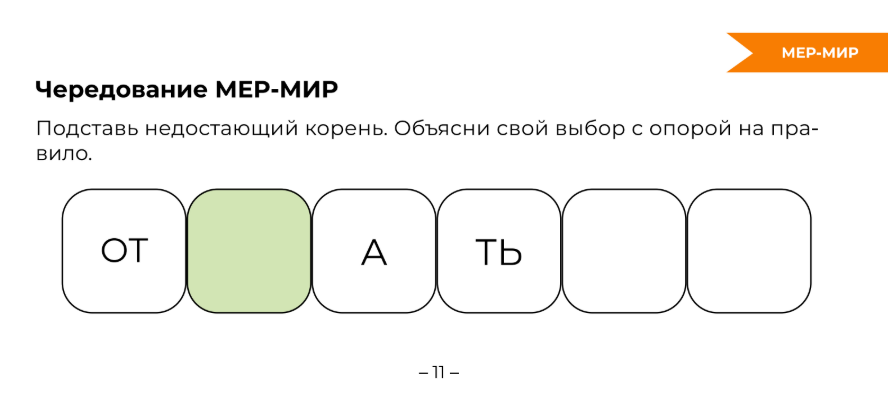 МЕР-МИР
Чередование МЕР-МИР
Подставь недостающий корень. Объясни свой выбор с опорой на пра-
вило.
ОТ А ТЬ
– 11 –